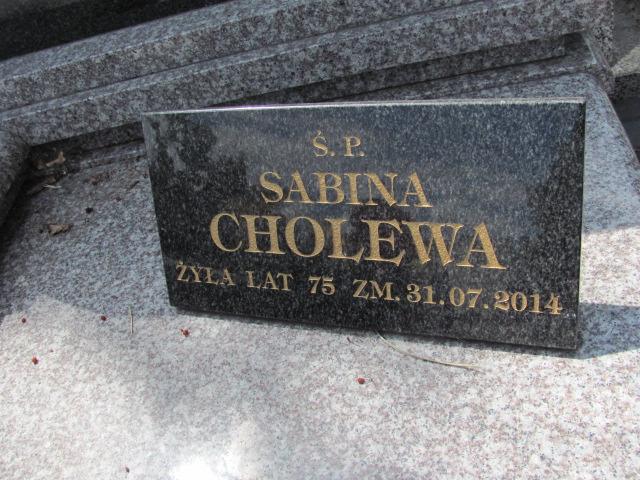 Ś. P.
SABINA
CHOLEWA
ŻYŁA LAT 75 ZM. 31.07.2014